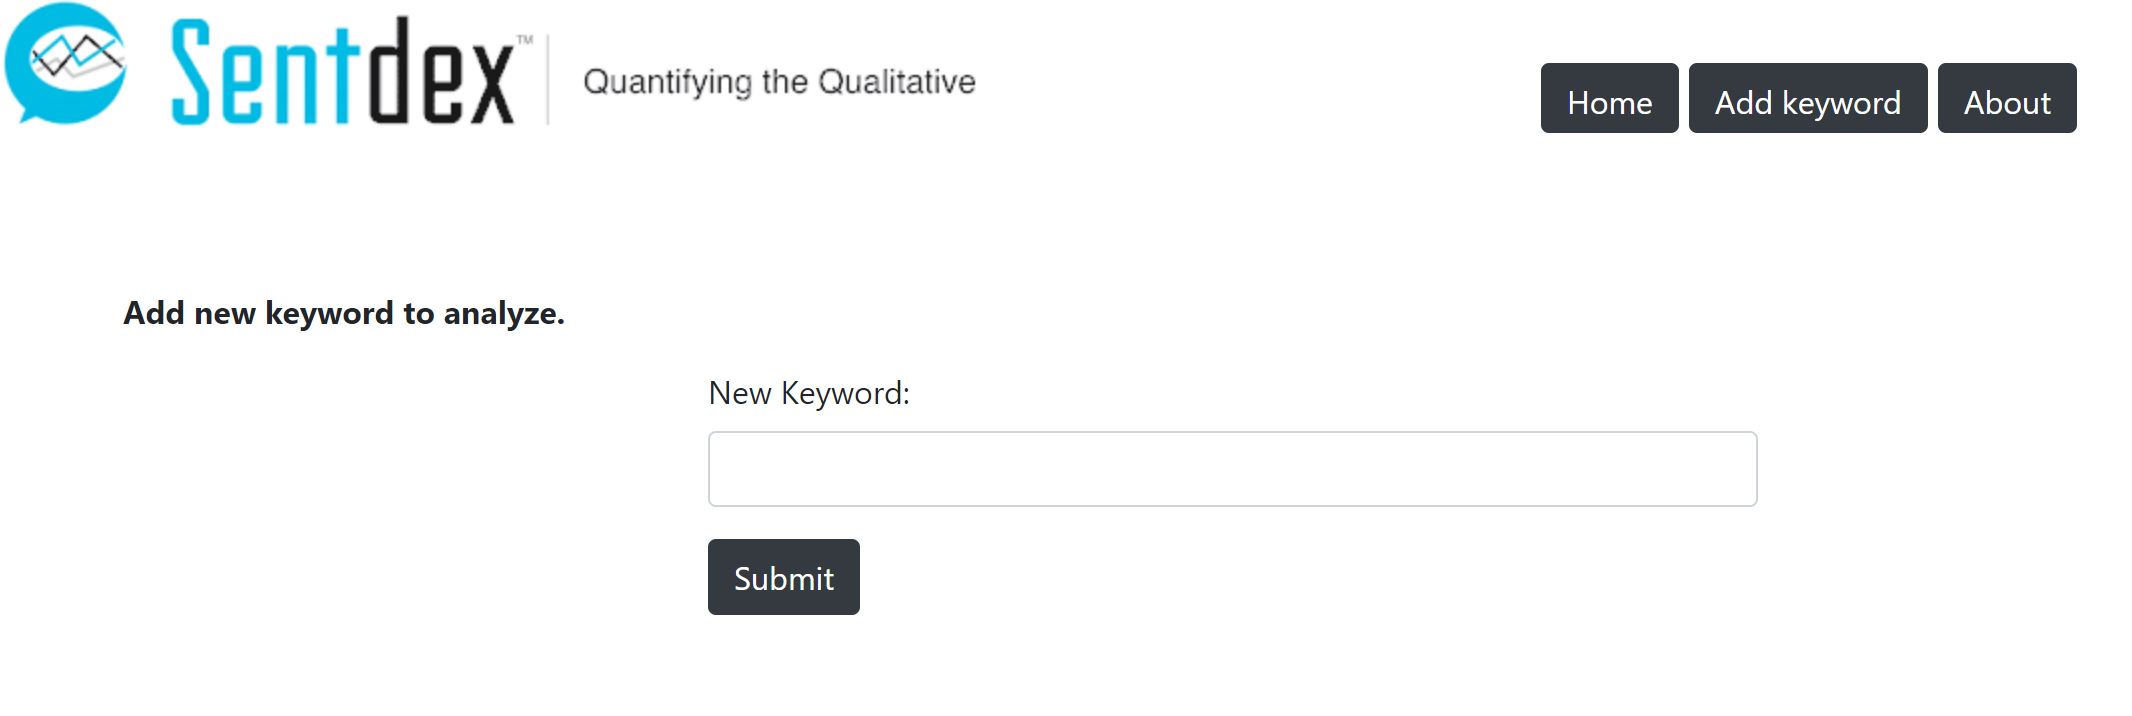 Sentdex™
Quantifying the Qualitative
Home
Add keyword
About
Add new keyword to analyze.
New Keyword:
Submit